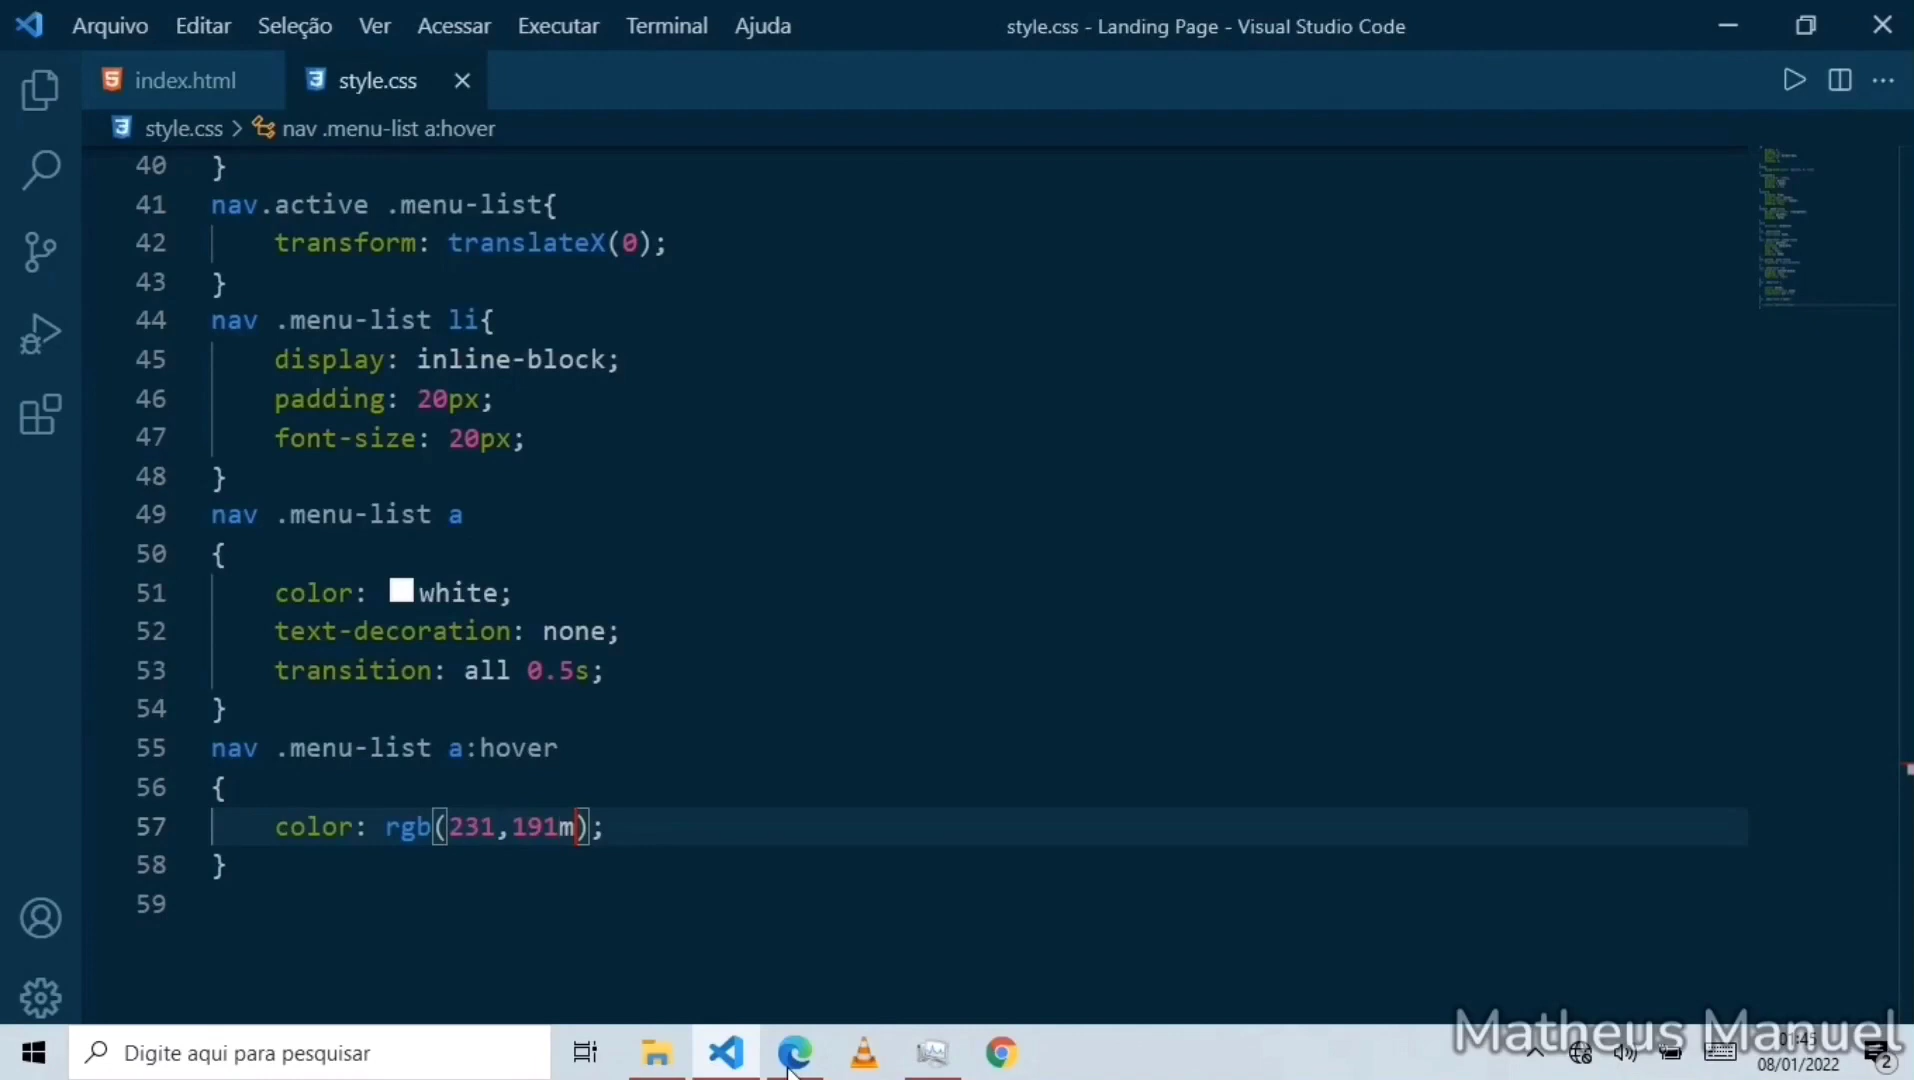 Arquivo Editar Seleção Ver Acessar Executar Terminal Ajuda style.css - Landing Page - Visual Studio Code
index.html style.css
style.css > nav .menu-list a:hover
40 }
41 nav.active .menu-list{
42 transform: translateX(0);
43 }
44 nav .menu-list li{
45 display: inline-block;
46 padding: 20px;
47 font-size: 20px;
48 }
49 nav .menu-list a
50 {
51 color: white;
52 text-decoration: none;
53 transition: all 0.5s;
54 }
55 nav .menu-list a:hover
56 {
57 color: rgb(231,191m);
58 }
59
Matheus Manuel
Digite aqui para pesquisar
01:45
08/01/2022
2